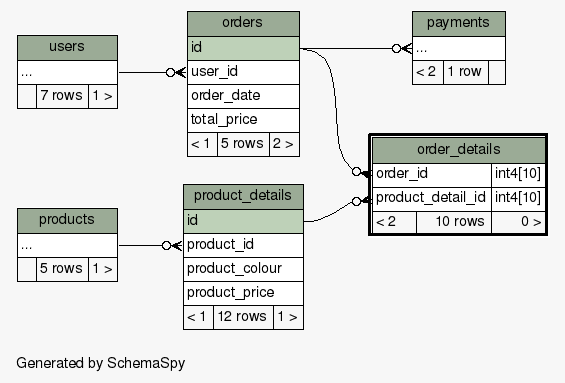 users
...
7 rows 1 >
orders
id
user_id
order_date
total_price
< 1 5 rows 2 >
payments
...
< 2 1 row
order_details
order_id int4[10]
product_detail_id int4[10]
< 2 10 rows 0 >
products
...
5 rows 1 >
product_details
id
product_id
product_colour
product_price
< 1 12 rows 1 >
Generated by SchemaSpy